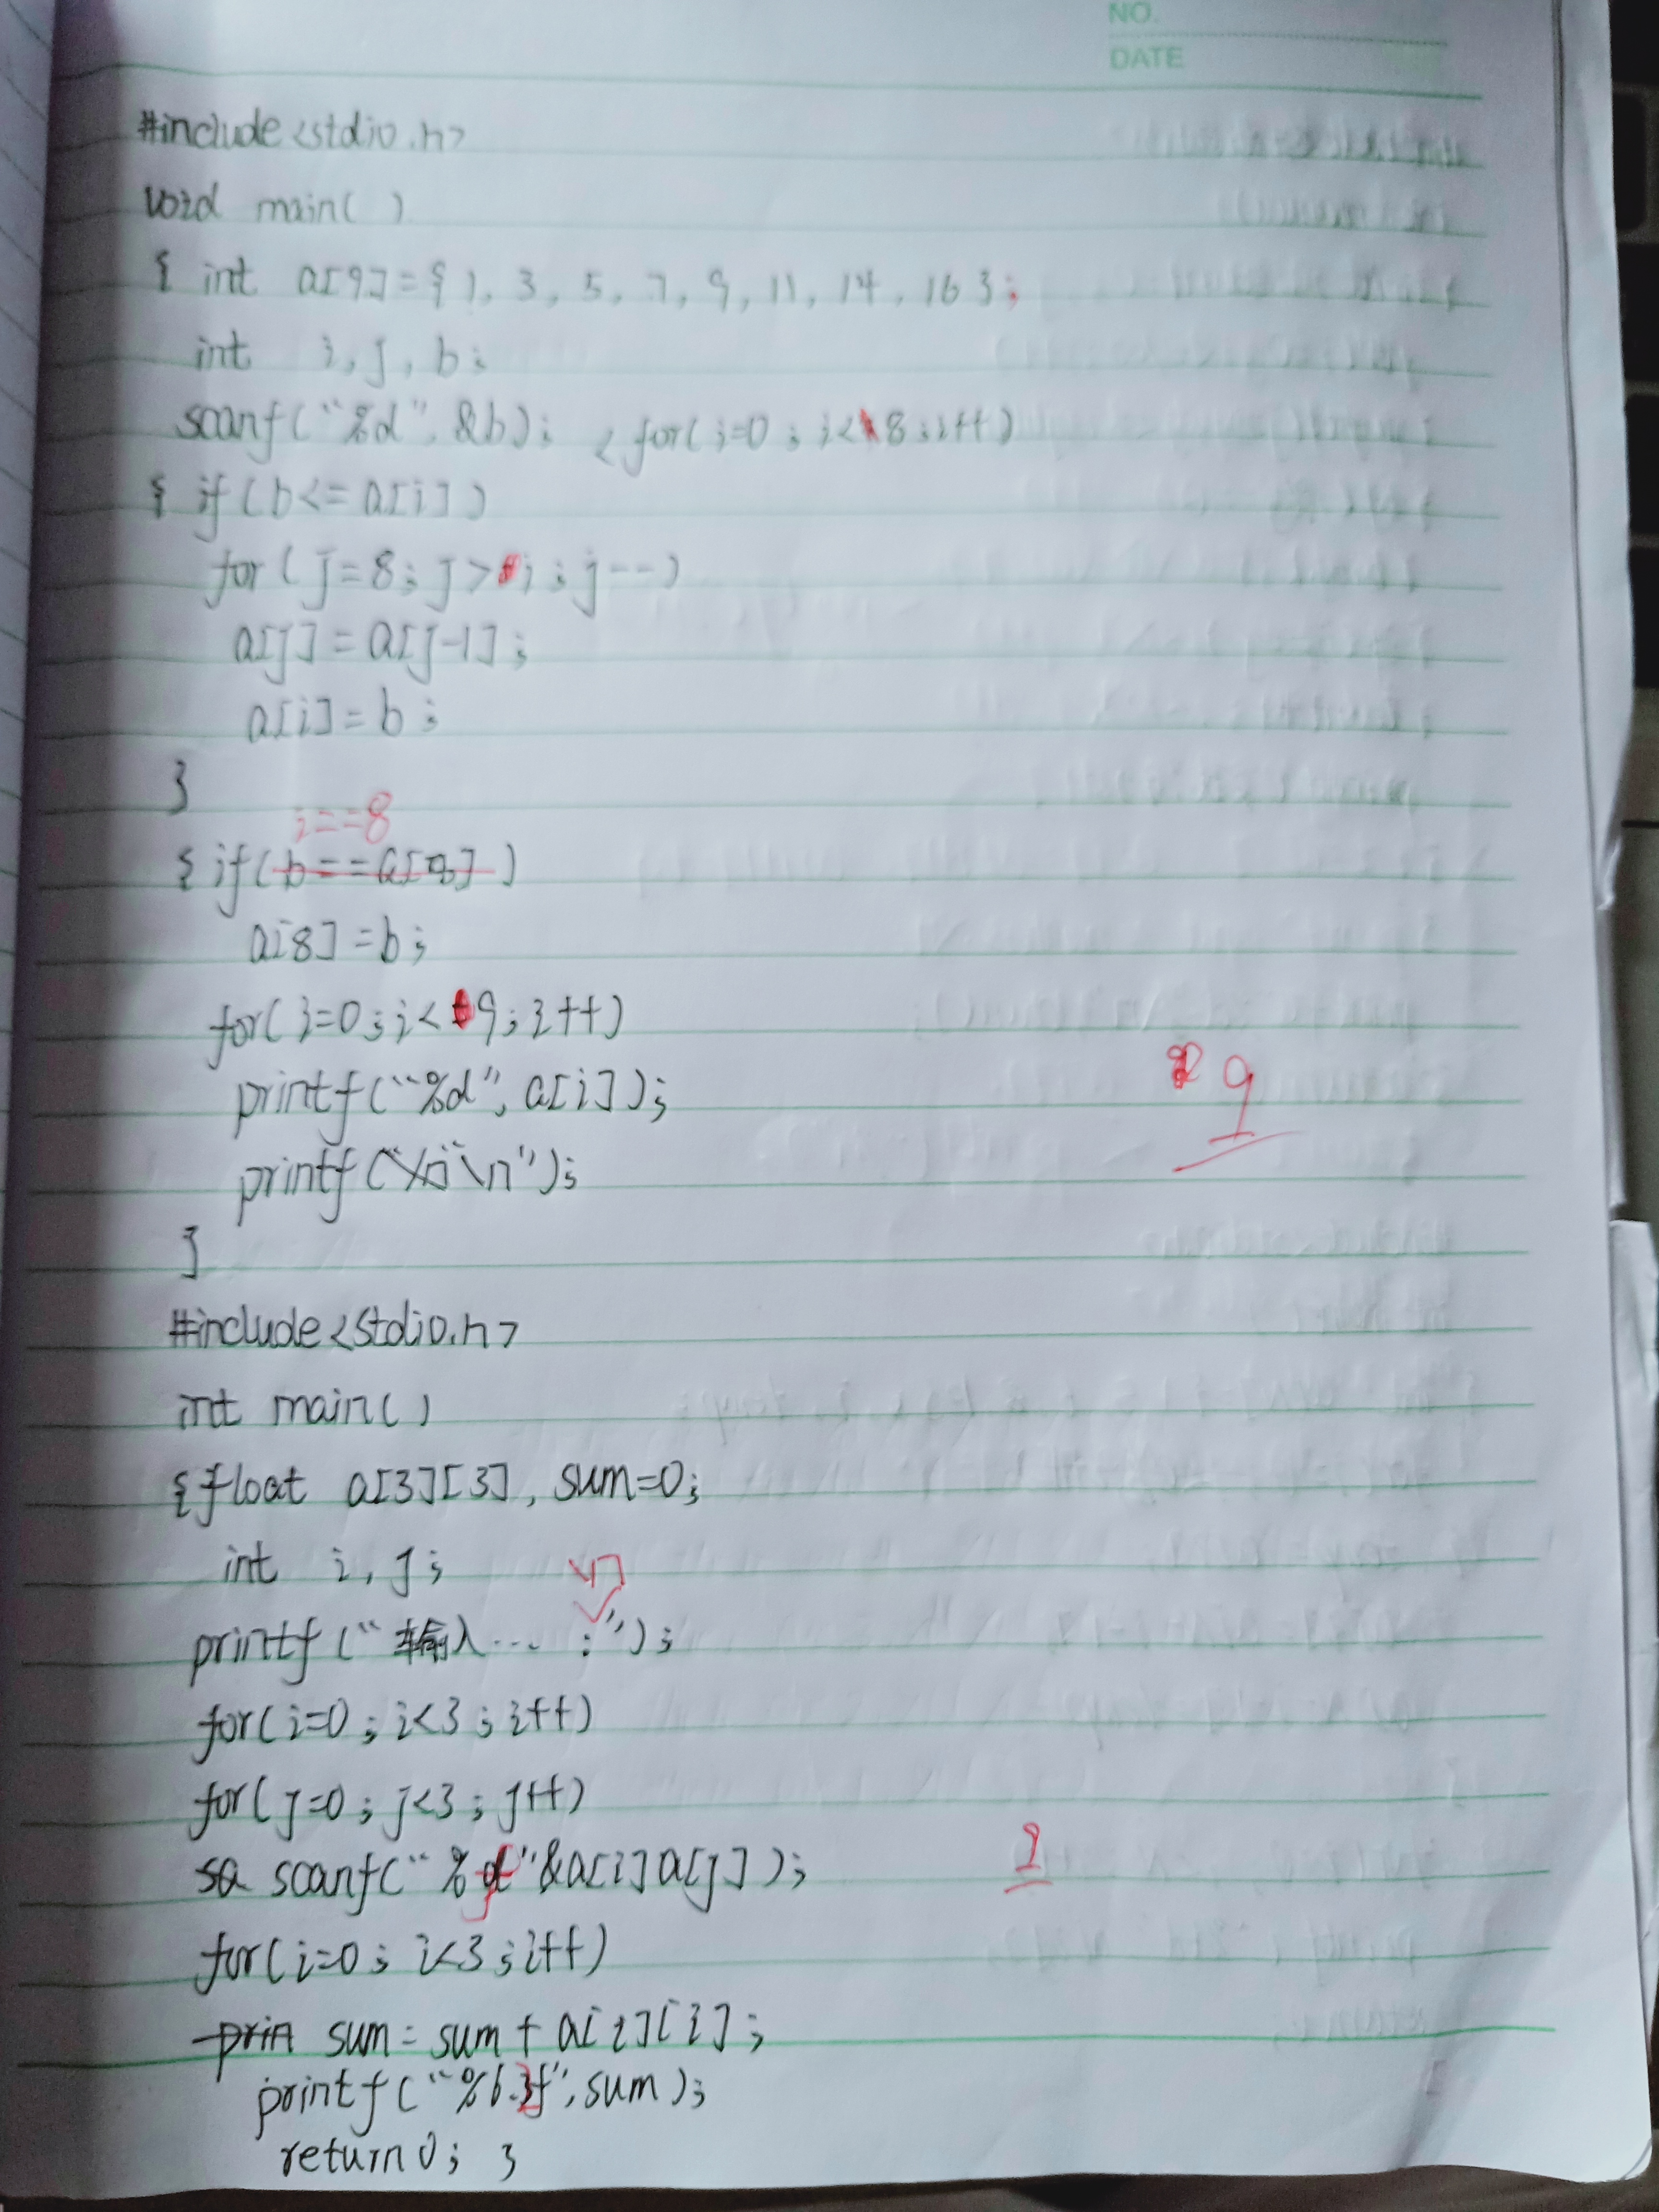 NO.
DATE
#include<stdio.h>
void main()
{ int a[9]={1, 3, 5, 7, 9, 11, 14, 16};
int i,j,b;
scanf("%d",&b); <for(i=0;i<8;i++)
{ if(b<=a[i])
for(j=8;j>i;j--)
a[j]=a[j-1];
a[i]=b;
}
i==8
{ if(b==a[8])
a[8]=b;
for(i=0;i<9;i++)
printf("%d",a[i]);
9
printf("\n");
}
#include<stdio.h>
int main()
{float a[3][3],sum=0;
int i,j;
\n
printf("输入... :");
for(i=0;i<3;i++)
for(j=0;j<3;j++)
sa scanf("%f"&a[i]a[j]);
for(i=0;i<3;i++)
prin sum=sum+a[i][i];
printf("%6.2f",sum);
return 0; }